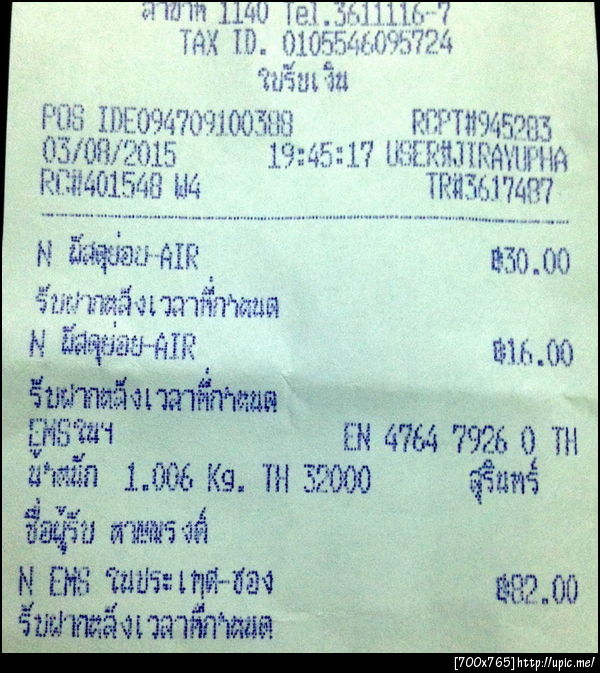 สาขาที่ 1140 Tel.3611116-7
TAX ID. 0105546095724
ใบรับเงิน
POS IDE094709100388 RCPT#945283
03/08/2015 19:45:17 USER#JIRAYUPHA
RC#401548 W4 TR#3617487
N พัสดุย่อย-AIR ฿30.00
รับฝากหลังเวลาที่กำหนด
N พัสดุย่อย-AIR ฿16.00
รับฝากหลังเวลาที่กำหนด
EMSในฯ EN 4764 7926 0 TH
น้ำหนัก 1.006 Kg. TH 32000 สุรินทร์
ชื่อผู้รับ
N EMS ในประเทศ-ซอง ฿82.00
รับฝากหลังเวลาที่กำหนด
[700x765]http://upic.me/